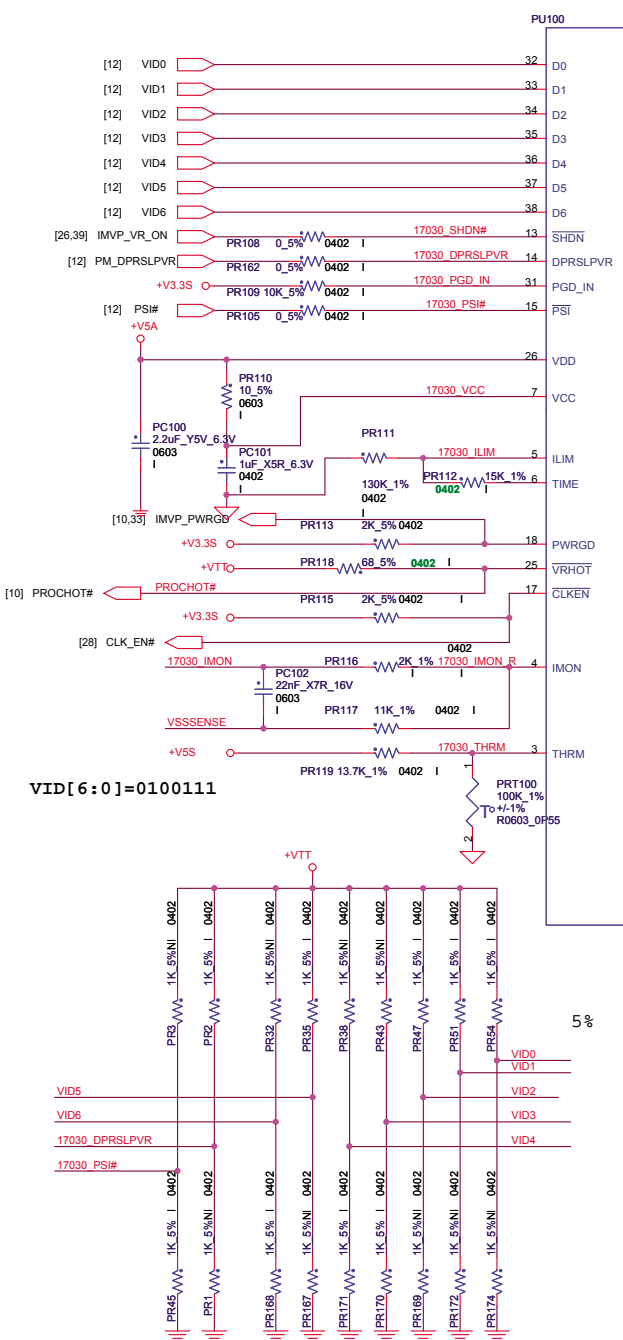 PU100
[12] VID0 32 D0
[12] VID1 33 D1
[12] VID2 34 D2
[12] VID3 35 D3
[12] VID4 36 D4
[12] VID5 37 D5
[12] VID6 38 D6
[26,39] IMVP_VR_ON PR108 0_5% 0402 I 17030_SHDN# 13 SHDN
[12] PM_DPRSLPVR PR162 0_5% 0402 I 17030_DPRSLPVR 14 DPRSLPVR
+V3.3S PR109 10K_5% 0402 I 17030_PGD_IN 31 PGD_IN
[12] PSI# PR105 0_5% 0402 I 17030_PSI# 15 PSI
+V5A
26 VDD
PR110
10_5%
0603
I
17030_VCC 7 VCC
PC100
2.2uF_Y5V_6.3V
0603
I
PC101
1uF_X5R_6.3V
0402
I
PR111
130K_1%
0402
I
17030_ILIM 5 ILIM
PR112 15K_1% 6 TIME
0402 I
[10,33] IMVP_PWRGD
PR113 2K_5% 0402
+V3.3S 18 PWRGD
+VTT PR118 68_5% 0402 I 25 VRHOT
[10] PROCHOT# PROCHOT# 17 CLKEN
PR115 2K_5% 0402 I
+V3.3S
[28] CLK_EN#
0402
17030_IMON PR116 2K_1% 17030_IMON_R 4 IMON
I I
PC102
22nF_X7R_16V
0603
I
PR117 11K_1% 0402 I
VSSSENSE
+V5S 17030_THRM 3 THRM
PR119 13.7K_1% 0402 I
1
PRT100
100K_1%
+/-1%
R0603_0P55
T
2
VID[6:0]=0100111
+VTT
PR3 1K_5% NI 0402
PR2 1K_5% I 0402
PR32 1K_5% NI 0402
PR35 1K_5% I 0402
PR38 1K_5% NI 0402
PR43 1K_5% NI 0402
PR47 1K_5% I 0402
PR51 1K_5% I 0402
PR54 1K_5% I 0402
5%
VID0
VID1
VID5 VID2
VID6 VID3
17030_DPRSLPVR VID4
17030_PSI#
PR45 1K_5% I 0402
PR1 1K_5% NI 0402
PR168 1K_5% I 0402
PR167 1K_5% NI 0402
PR171 1K_5% I 0402
PR170 1K_5% I 0402
PR169 1K_5% NI 0402
PR172 1K_5% NI 0402
PR174 1K_5% NI 0402